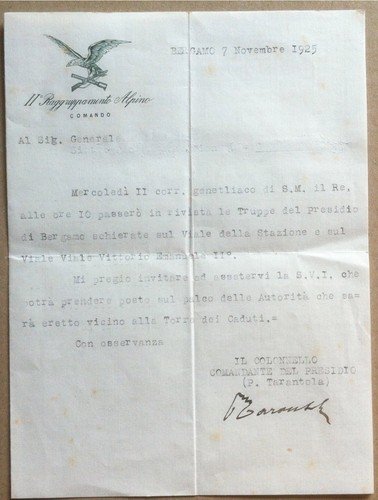 BERGAMO 7 Novembre 1925
II° Raggruppamento Alpino
COMANDO
Al Sig. Generale
Mercoledì II corr. genetliaco di S.M. il Re,
alle ore IO passerò in rivista le Truppe del Presidio
di Bergamo schierate sul Viale della Stazione e sul
Viale Viale Vittorio Emanuele II°.
Mi pregio invitare ad assatervi la S.V.I. che
potrà prendere posto sul palco delle Autorità che sa=
rà eretto vicino alla Torre dei Caduti.=
Con osservanza
IL COLONNELLO
COMANDANTE DEL PRESIDIO
(P. Tarantola)